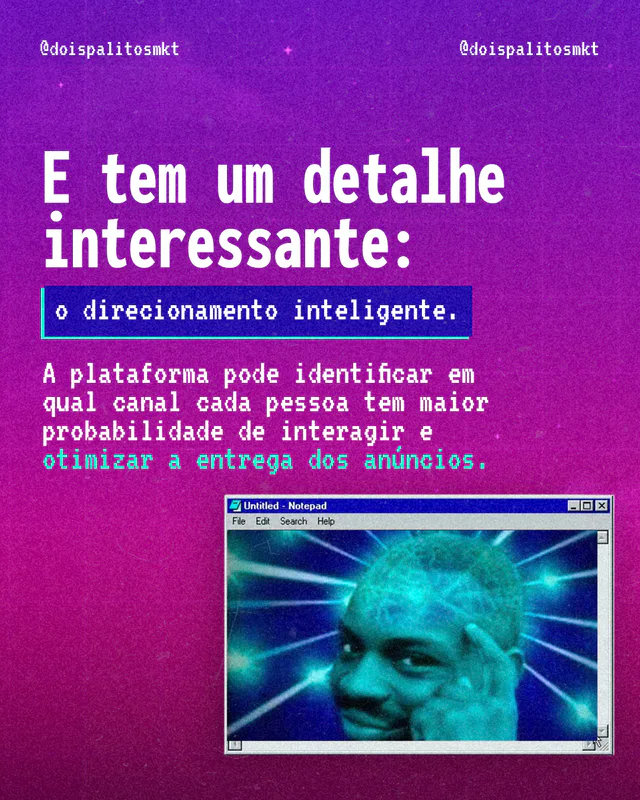 @doispalitosmkt
@doispalitosmkt
E tem um detalhe
interessante:
o direcionamento inteligente.
A plataforma pode identificar em
qual canal cada pessoa tem maior
probabilidade de interagir e
otimizar a entrega dos anúncios.
Untitled - Notepad
File Edit Search Help